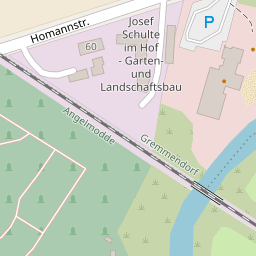 Homannstr.
60
Josef
Schulte
im Hof
- Garten-
und
Landschaftsbau
P
Angelmodde
Gremmendorf